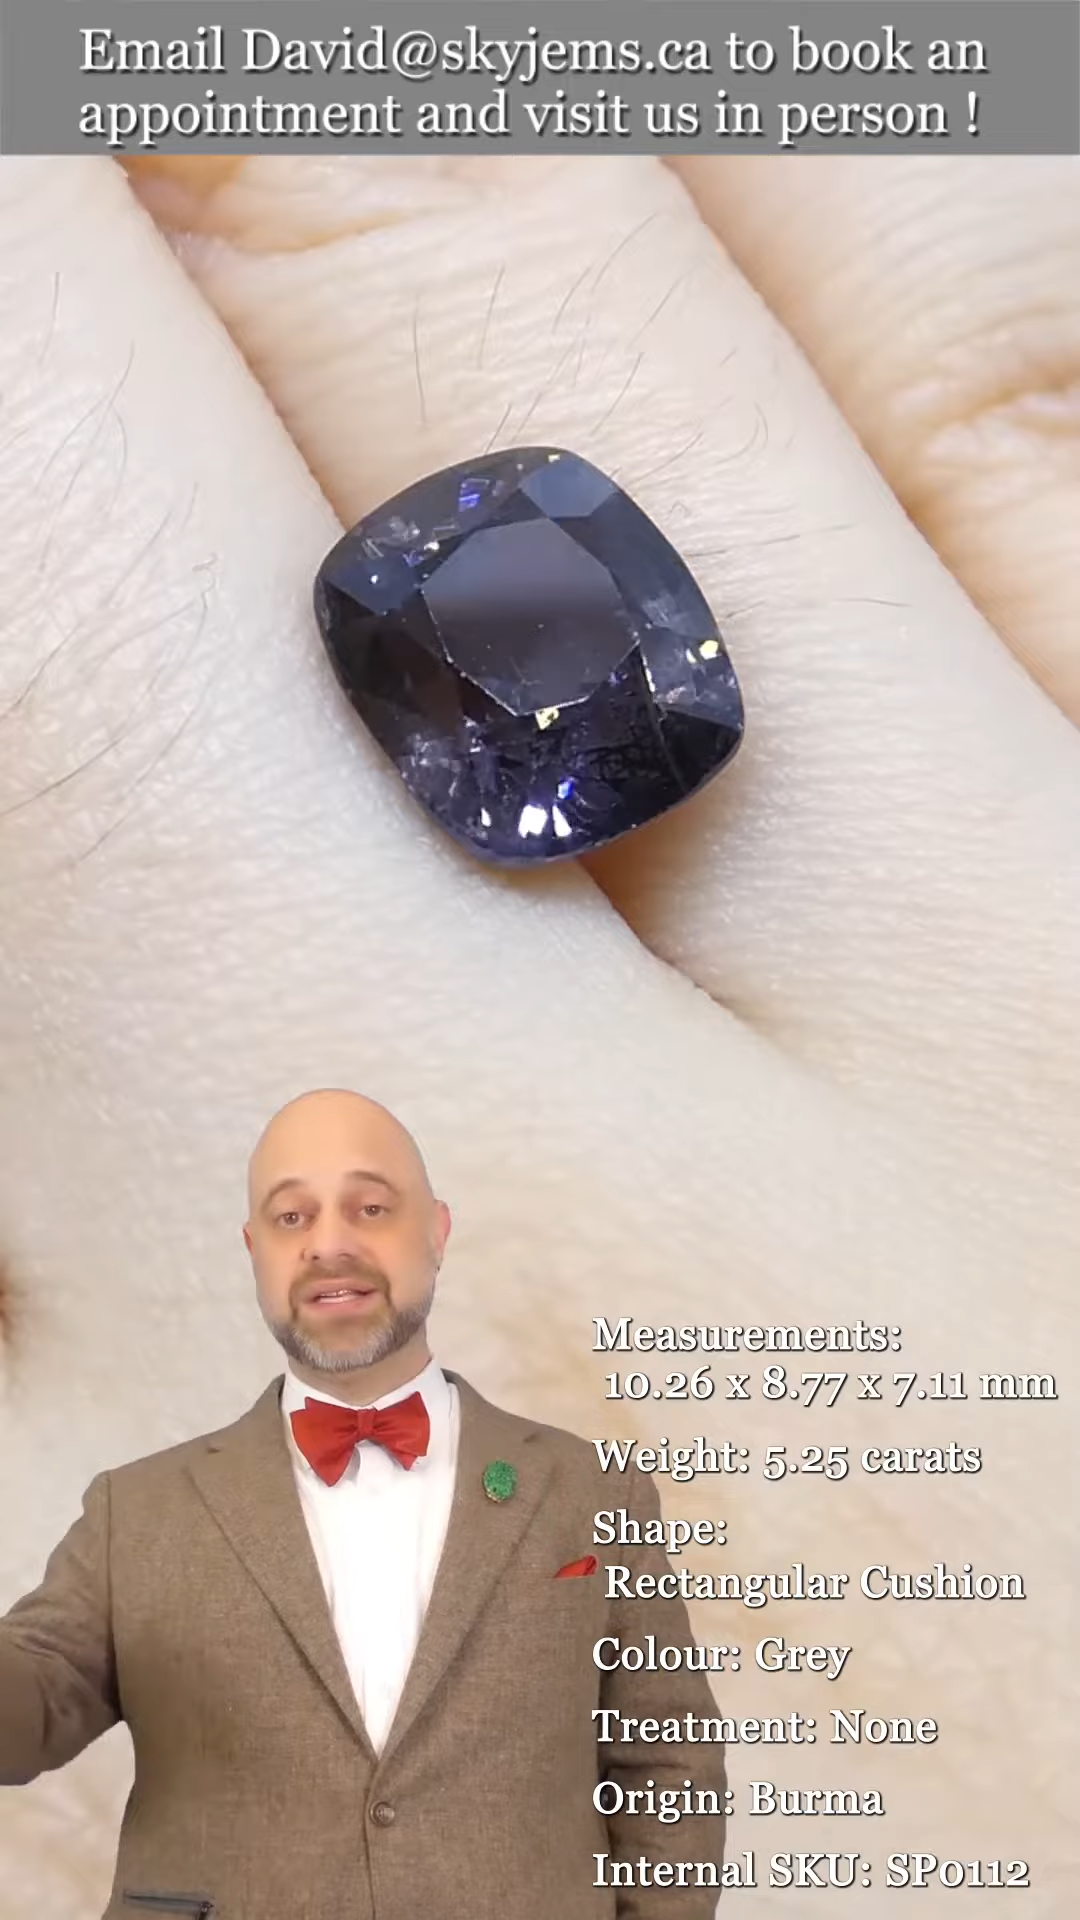 Email David@skyjems.ca to book an
appointment and visit us in person !
Measurements:
10.26 x 8.77 x 7.11 mm
Weight: 5.25 carats
Shape:
Rectangular Cushion
Colour: Grey
Treatment: None
Origin: Burma
Internal SKU: SP0112